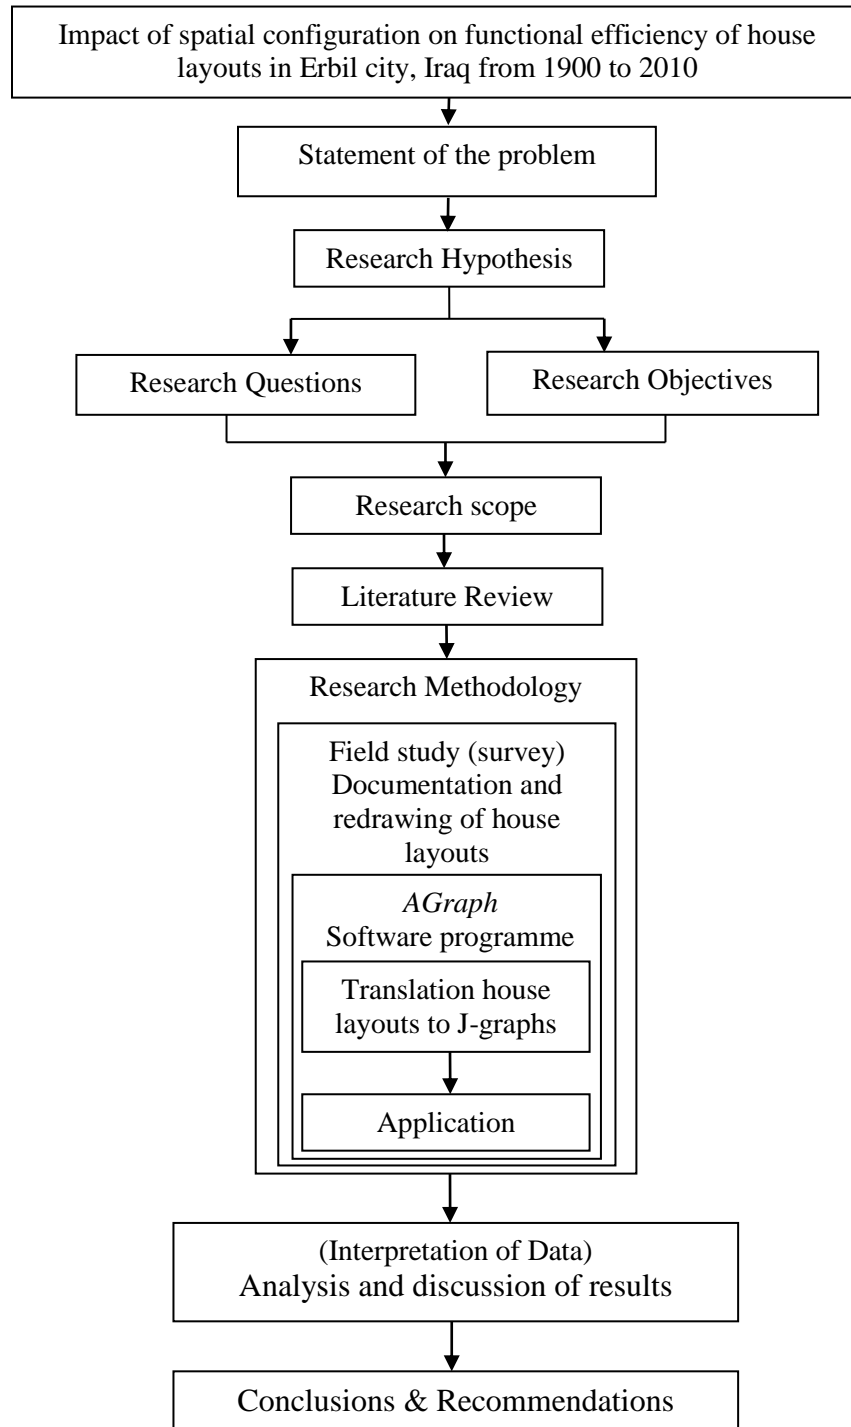 Impact of spatial configuration on functional efficiency of house
layouts in Erbil city, Iraq from 1900 to 2010
Statement of the problem
Research Hypothesis
Research Questions
Research Objectives
Research scope
Literature Review
Research Methodology
Field study (survey)
Documentation and
redrawing of house
layouts
AGraph
Software programme
Translation house
layouts to J-graphs
Application
(Interpretation of Data)
Analysis and discussion of results
Conclusions & Recommendations